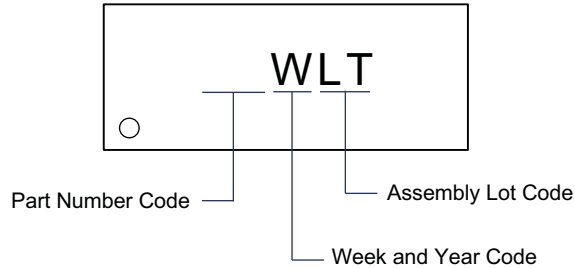 WLT
Part Number Code
Assembly Lot Code
Week and Year Code